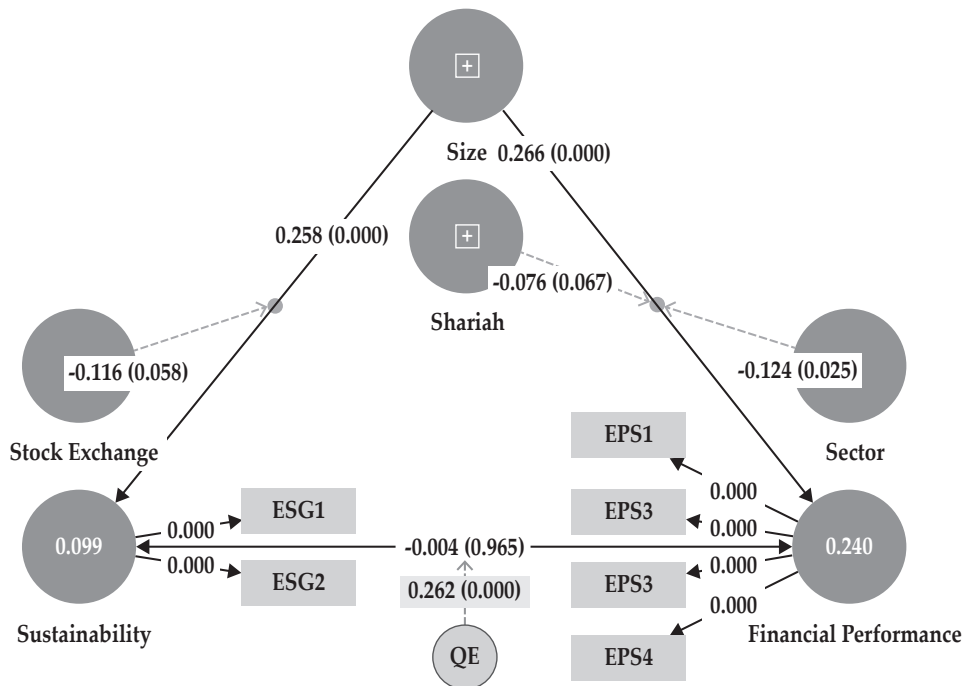 Size
0.266 (0.000)
0.258 (0.000)
-0.076 (0.067)
Shariah
-0.116 (0.058)
-0.124 (0.025)
Stock Exchange
Sector
EPS1
0.000
ESG1
EPS3
0.000
0.000
0.099
-0.004 (0.965)
0.240
0.000
ESG2
0.262 (0.000)
EPS3
0.000
0.000
Sustainability
QE
EPS4
Financial Performance